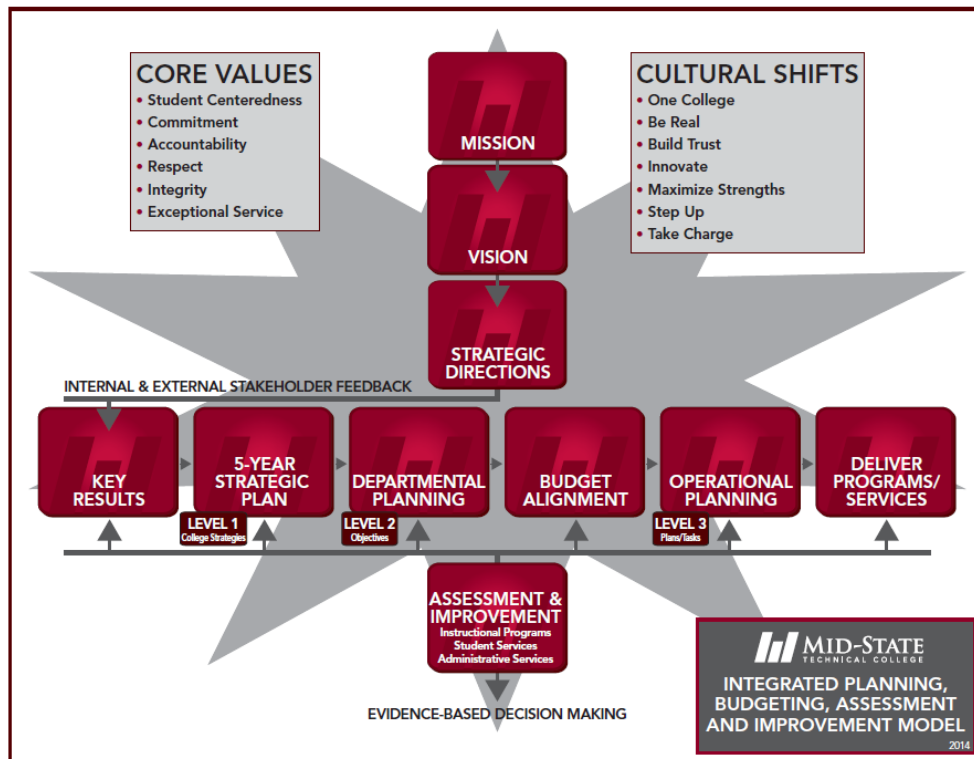 CORE VALUES
• Student Centeredness
• Commitment
• Accountability
• Respect
• Integrity
• Exceptional Service
MISSION
CULTURAL SHIFTS
• One College
• Be Real
• Build Trust
• Innovate
• Maximize Strengths
• Step Up
• Take Charge
VISION
STRATEGIC
DIRECTIONS
INTERNAL & EXTERNAL STAKEHOLDER FEEDBACK
KEY
RESULTS
5-YEAR
STRATEGIC
PLAN
LEVEL 1
College Strategies
DEPARTMENTAL
PLANNING
LEVEL 2
Objectives
BUDGET
ALIGNMENT
OPERATIONAL
PLANNING
LEVEL 3
Plans/Tasks
DELIVER
PROGRAMS/
SERVICES
ASSESSMENT &
IMPROVEMENT
Instructional Programs
Student Services
Administrative Services
EVIDENCE-BASED DECISION MAKING
MID-STATE
TECHNICAL COLLEGE
INTEGRATED PLANNING,
BUDGETING, ASSESSMENT
AND IMPROVEMENT MODEL
2014